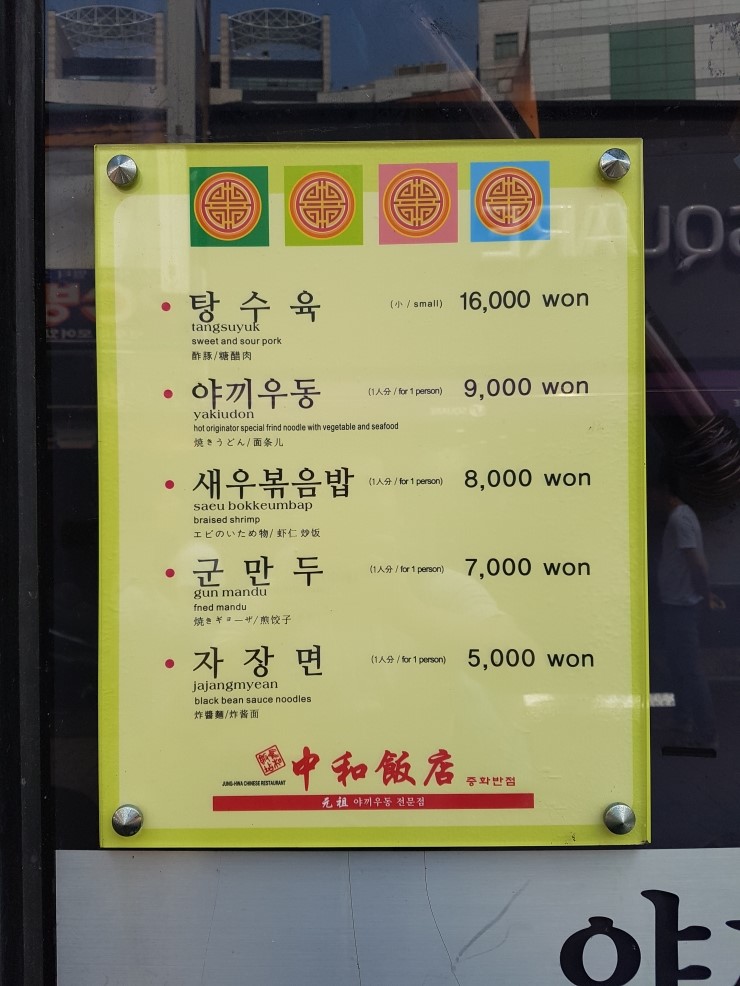 탕수육 (小 / small) 16,000 won
tangsuyuk
sweet and sour pork
酢豚/糖醋肉
야끼우동 (1人分 / for 1 person) 9,000 won
yakiudon
hot originator special frind noodle with vegetable and seafood
焼きうどん/面条儿
새우볶음밥 (1人分 / for 1 person) 8,000 won
saeu bokkeumbap
braised shrimp
エビのいため物/虾仁炒饭
군만두 (1人分 / for 1 person) 7,000 won
gun mandu
fned mandu
焼きギョーザ/煎饺子
자장면 (1人分 / for 1 person) 5,000 won
jajangmyean
black bean sauce noodles
炸醬麵/炸酱面
中和飯店 중화반점
JUNG-HWA CHINESE RESTAURANT
元祖 야끼우동 전문점
SQUARE
야